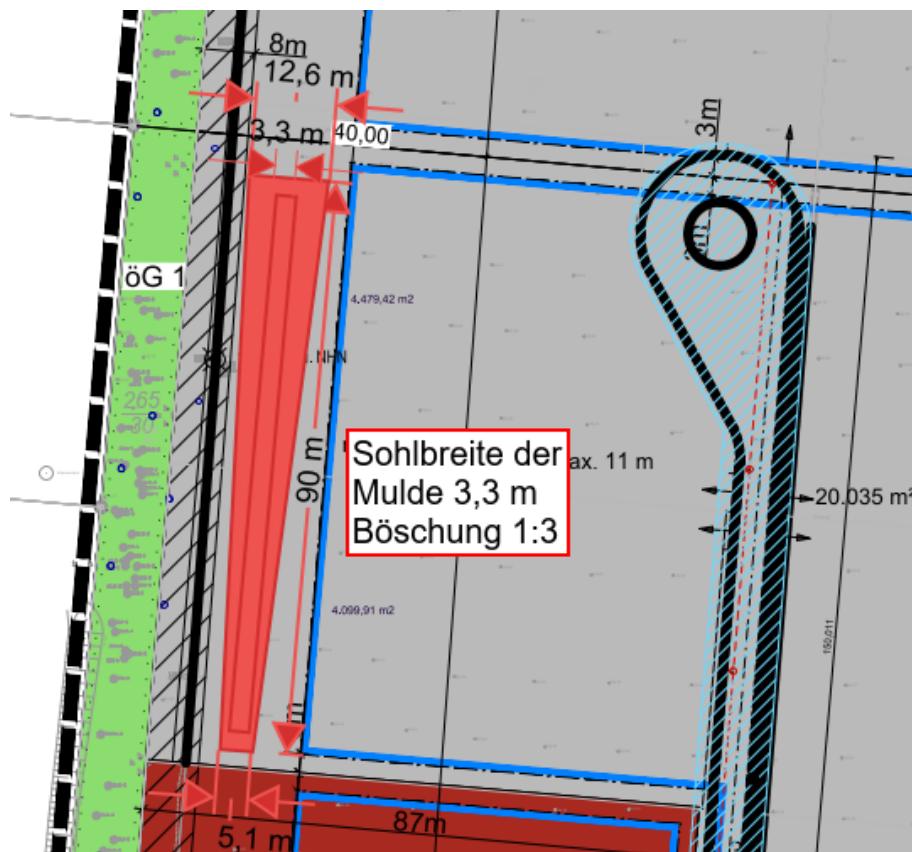 8m
12,6 m
3,3 m
40,00
3m
öG 1
4.479,42 m2
. NHN
265
30
90 m
Sohlbreite der
Mulde 3,3 m
Böschung 1:3
ax. 11 m
20.035 m²
4.099,91 m2
150,011
m
87m
5,1 m